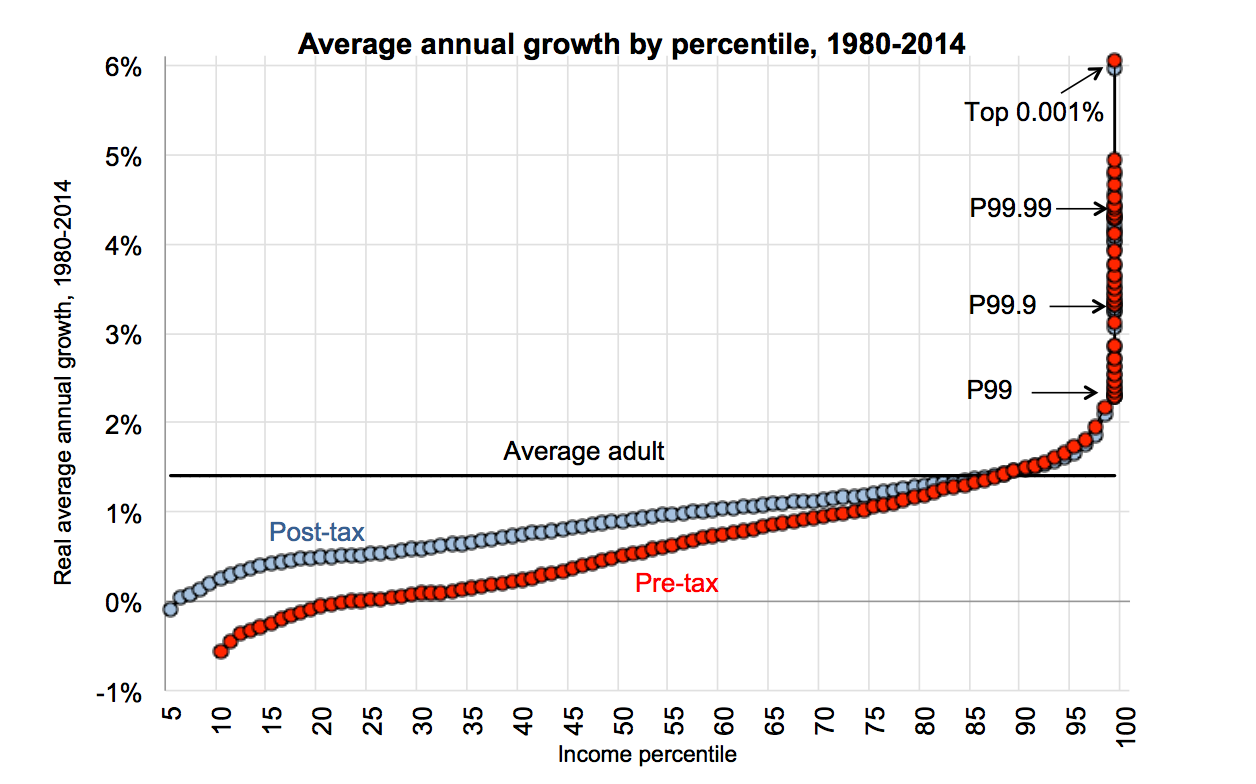 Average annual growth by percentile, 1980-2014
6%
Top 0.001%
5%
P99.99
4%
P99.9
3%
P99
2%
Average adult
1%
Post-tax
Pre-tax
0%
-1%
Real average annual growth, 1980-2014
5 10 15 20 25 30 35 40 45 50 55 60 65 70 75 80 85 90 95 100
Income percentile